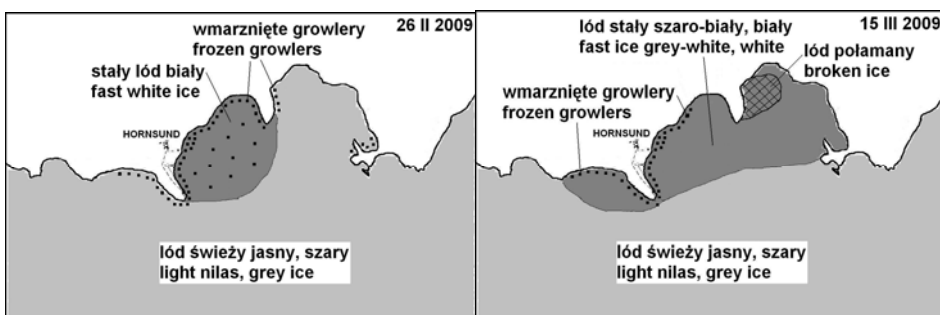 26 II 2009
wmarznięte growlery
frozen growlers
stały lód biały
fast white ice
HORNSUND
lód świeży jasny, szary
light nilas, grey ice
15 III 2009
lód stały szaro-biały, biały
fast ice grey-white, white
lód połamany
broken ice
wmarznięte growlery
frozen growlers
HORNSUND
lód świeży jasny, szary
light nilas, grey ice